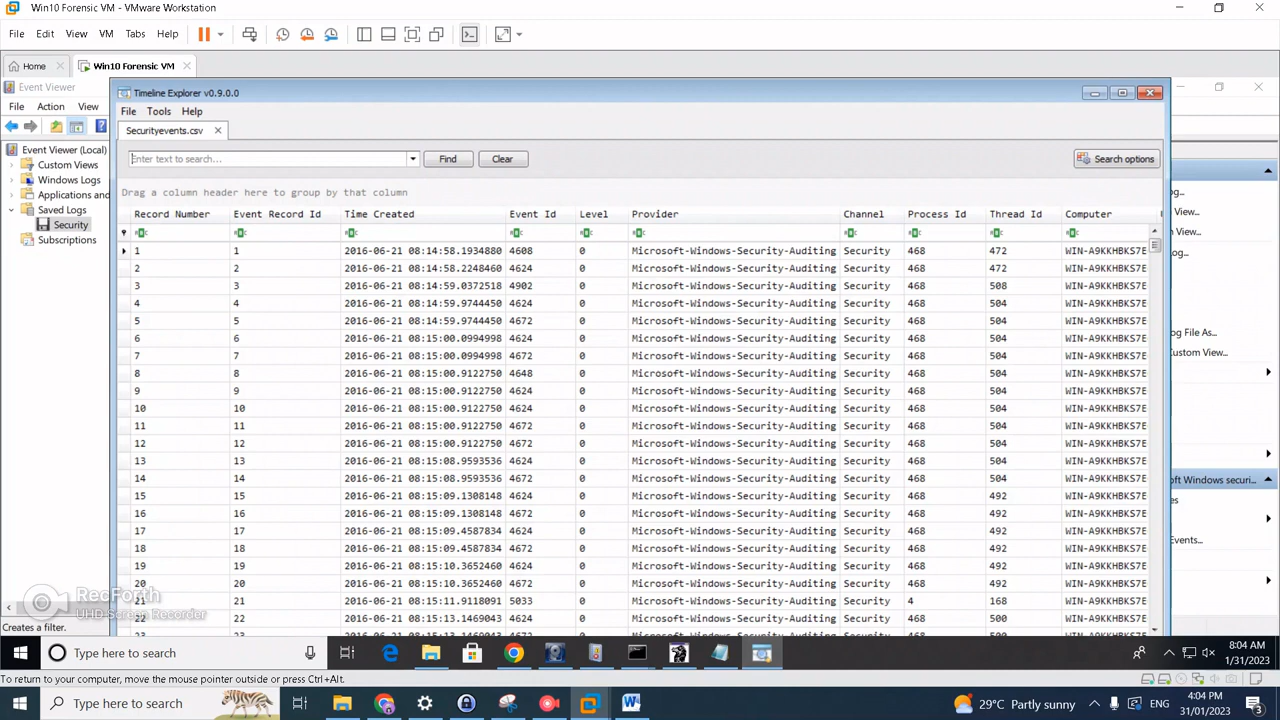 Win10 Forensic VM - VMware Workstation
File Edit View VM Tabs Help
Home Win10 Forensic VM
Event Viewer
File Action View
Event Viewer (Local)
Custom Views
Windows Logs
Applications and
Saved Logs
Security
Subscriptions
Timeline Explorer v0.9.0.0
File Tools Help
Securityevents.csv
Enter text to search... Find Clear Search options
Drag a column header here to group by that column
Record Number Event Record Id Time Created Event Id Level Provider Channel Process Id Thread Id Computer
1 1 2016-06-21 08:14:58.1934880 4608 0 Microsoft-Windows-Security-Auditing Security 468 472 WIN-A9KKHBKS7E
2 2 2016-06-21 08:14:58.2248460 4624 0 Microsoft-Windows-Security-Auditing Security 468 472 WIN-A9KKHBKS7E
3 3 2016-06-21 08:14:59.0372518 4902 0 Microsoft-Windows-Security-Auditing Security 468 508 WIN-A9KKHBKS7E
4 4 2016-06-21 08:14:59.9744450 4624 0 Microsoft-Windows-Security-Auditing Security 468 504 WIN-A9KKHBKS7E
5 5 2016-06-21 08:14:59.9744450 4672 0 Microsoft-Windows-Security-Auditing Security 468 504 WIN-A9KKHBKS7E
6 6 2016-06-21 08:15:00.0994998 4624 0 Microsoft-Windows-Security-Auditing Security 468 504 WIN-A9KKHBKS7E
7 7 2016-06-21 08:15:00.0994998 4672 0 Microsoft-Windows-Security-Auditing Security 468 504 WIN-A9KKHBKS7E
8 8 2016-06-21 08:15:00.9122750 4648 0 Microsoft-Windows-Security-Auditing Security 468 504 WIN-A9KKHBKS7E
9 9 2016-06-21 08:15:00.9122750 4624 0 Microsoft-Windows-Security-Auditing Security 468 504 WIN-A9KKHBKS7E
10 10 2016-06-21 08:15:00.9122750 4624 0 Microsoft-Windows-Security-Auditing Security 468 504 WIN-A9KKHBKS7E
11 11 2016-06-21 08:15:00.9122750 4672 0 Microsoft-Windows-Security-Auditing Security 468 504 WIN-A9KKHBKS7E
12 12 2016-06-21 08:15:00.9122750 4672 0 Microsoft-Windows-Security-Auditing Security 468 504 WIN-A9KKHBKS7E
13 13 2016-06-21 08:15:08.9593536 4624 0 Microsoft-Windows-Security-Auditing Security 468 504 WIN-A9KKHBKS7E
14 14 2016-06-21 08:15:08.9593536 4672 0 Microsoft-Windows-Security-Auditing Security 468 504 WIN-A9KKHBKS7E
15 15 2016-06-21 08:15:09.1308148 4624 0 Microsoft-Windows-Security-Auditing Security 468 492 WIN-A9KKHBKS7E
16 16 2016-06-21 08:15:09.1308148 4672 0 Microsoft-Windows-Security-Auditing Security 468 492 WIN-A9KKHBKS7E
17 17 2016-06-21 08:15:09.4587834 4624 0 Microsoft-Windows-Security-Auditing Security 468 492 WIN-A9KKHBKS7E
18 18 2016-06-21 08:15:09.4587834 4672 0 Microsoft-Windows-Security-Auditing Security 468 492 WIN-A9KKHBKS7E
19 19 2016-06-21 08:15:10.3652460 4624 0 Microsoft-Windows-Security-Auditing Security 468 492 WIN-A9KKHBKS7E
20 20 2016-06-21 08:15:10.3652460 4672 0 Microsoft-Windows-Security-Auditing Security 468 492 WIN-A9KKHBKS7E
21 21 2016-06-21 08:15:11.9118091 5033 0 Microsoft-Windows-Security-Auditing Security 4 168 WIN-A9KKHBKS7E
22 22 2016-06-21 08:15:13.1469043 4624 0 Microsoft-Windows-Security-Auditing Security 468 500 WIN-A9KKHBKS7E
og...
View...
w...
og...
og File As...
ustom View...
oft Windows securi...
es
Events...
RecForth
UHD Screen Recorder
Creates a filter.
Type here to search
8:04 AM
1/31/2023
To return to your computer, move the mouse pointer outside or press Ctrl+Alt.
Type here to search
29°C Partly sunny
ENG
4:04 PM
31/01/2023
3